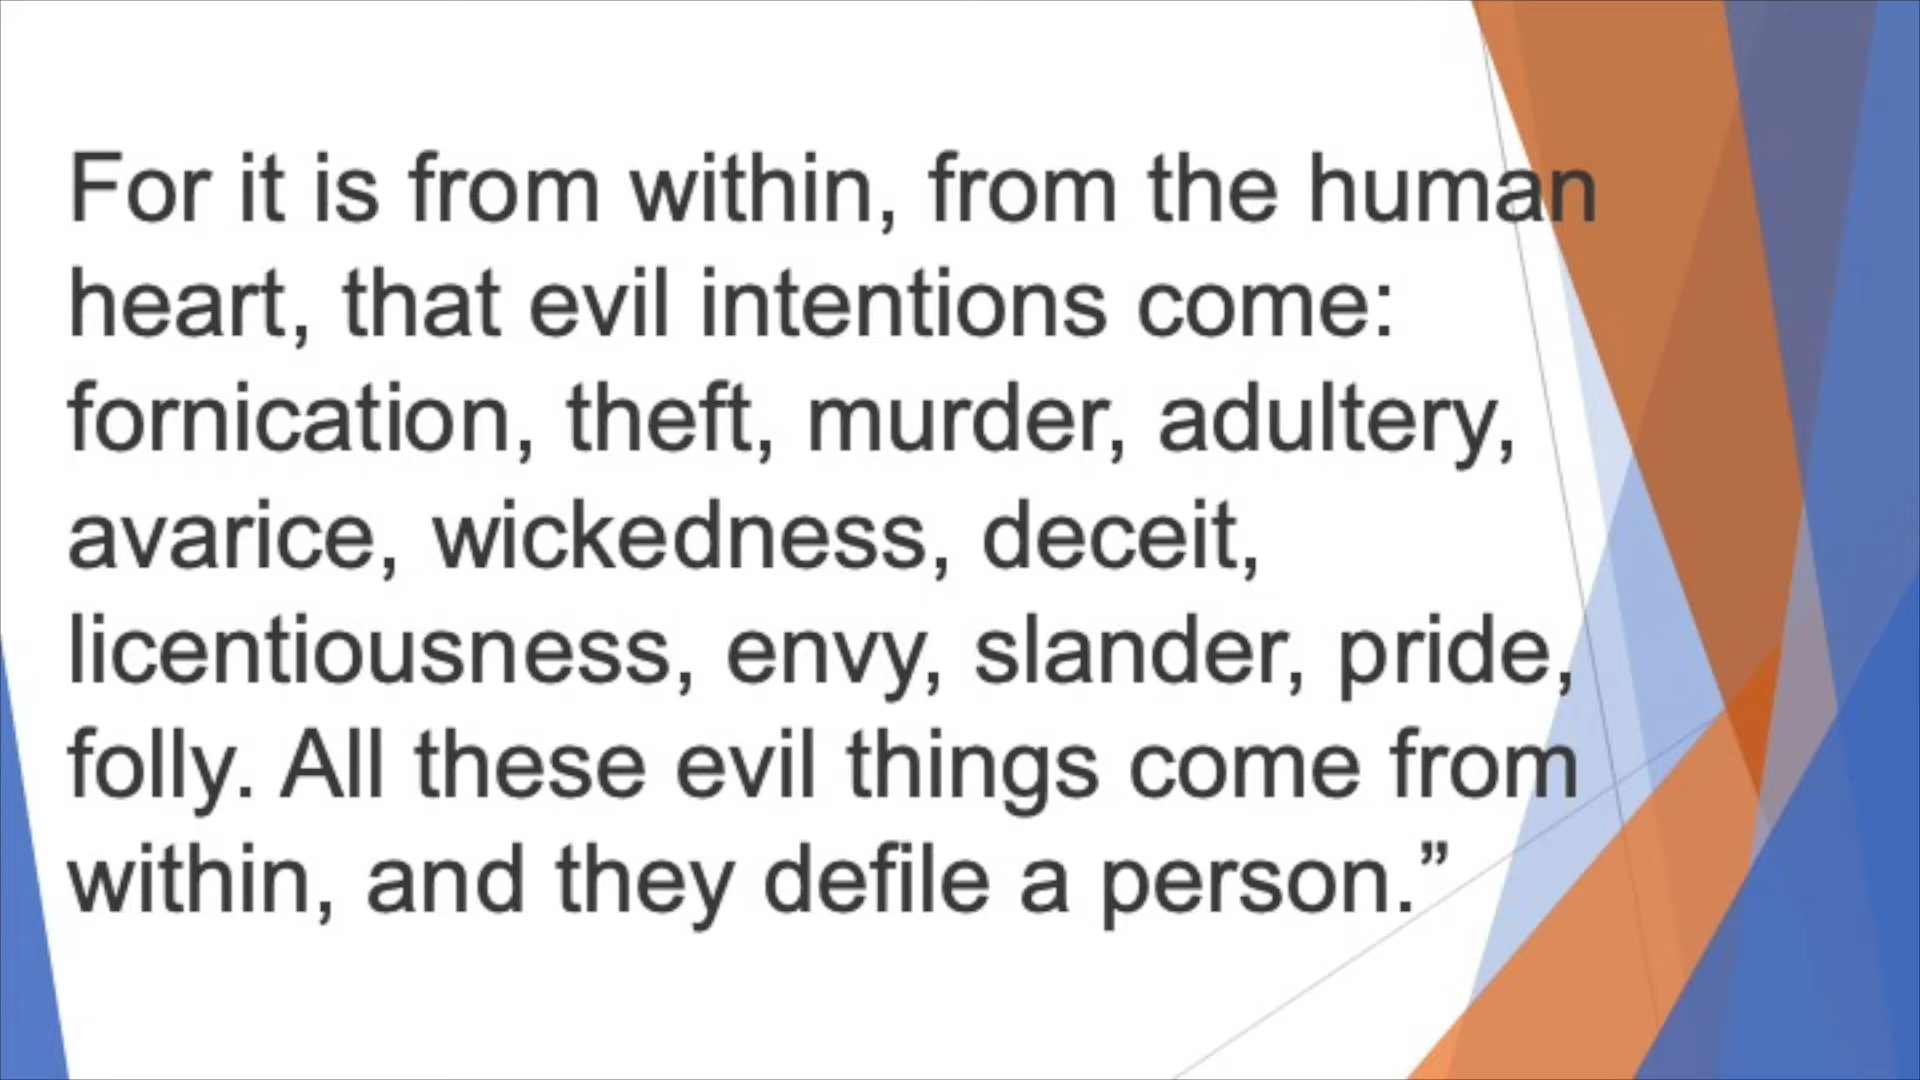 For it is from within, from the human
heart, that evil intentions come:
fornication, theft, murder, adultery,
avarice, wickedness, deceit,
licentiousness, envy, slander, pride,
folly. All these evil things come from
within, and they defile a person.”